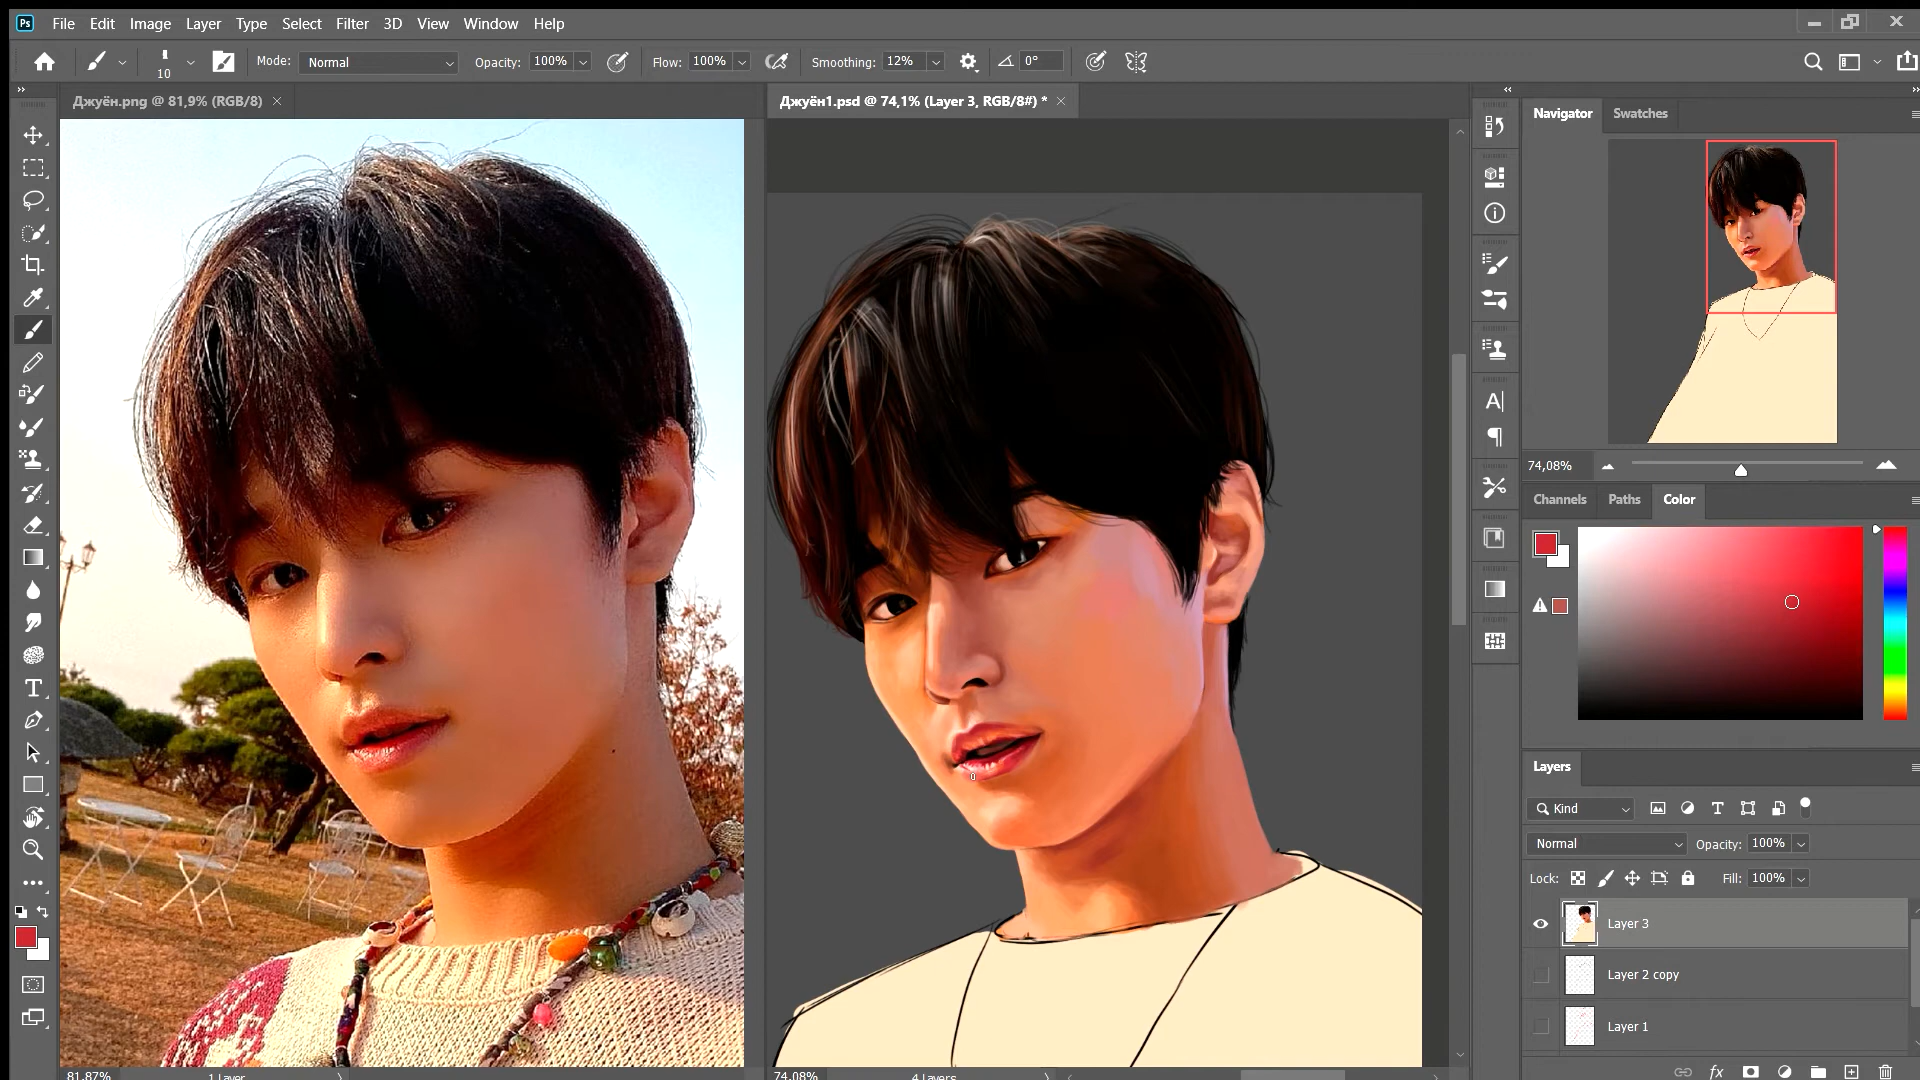 Ps File Edit Image Layer Type Select Filter 3D View Window Help
10 Mode: Normal Opacity: 100% Flow: 100% Smoothing: 12% 0°
Джуён.png @ 81,9% (RGB/8)
Джуён1.psd @ 74,1% (Layer 3, RGB/8#) *
Navigator Swatches
74,08%
Channels Paths Color
Layers
Kind
Normal Opacity: 100%
Lock: Fill: 100%
Layer 3
Layer 2 copy
Layer 1
fx
81,87% 1 Layer
74,08% 4 Layers